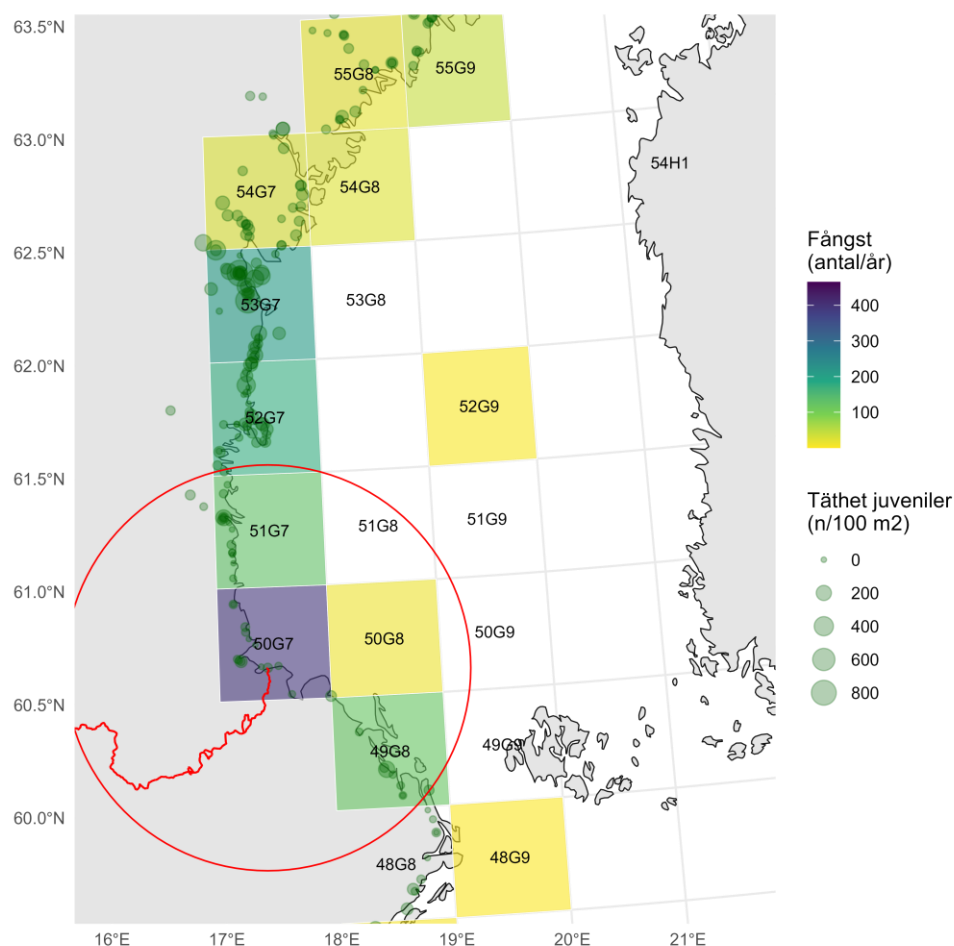 63.5°N
63.0°N
62.5°N
62.0°N
61.5°N
61.0°N
60.5°N
60.0°N
16°E
17°E
18°E
19°E
20°E
21°E
55G8
55G9
54G7
54G8
54H1
53G7
53G8
52G7
52G9
51G7
51G8
51G9
50G7
50G8
50G9
49G8
49G9
48G8
48G9
Fångst
(antal/år)
400
300
200
100
Täthet juveniler
(n/100 m2)
0
200
400
600
800